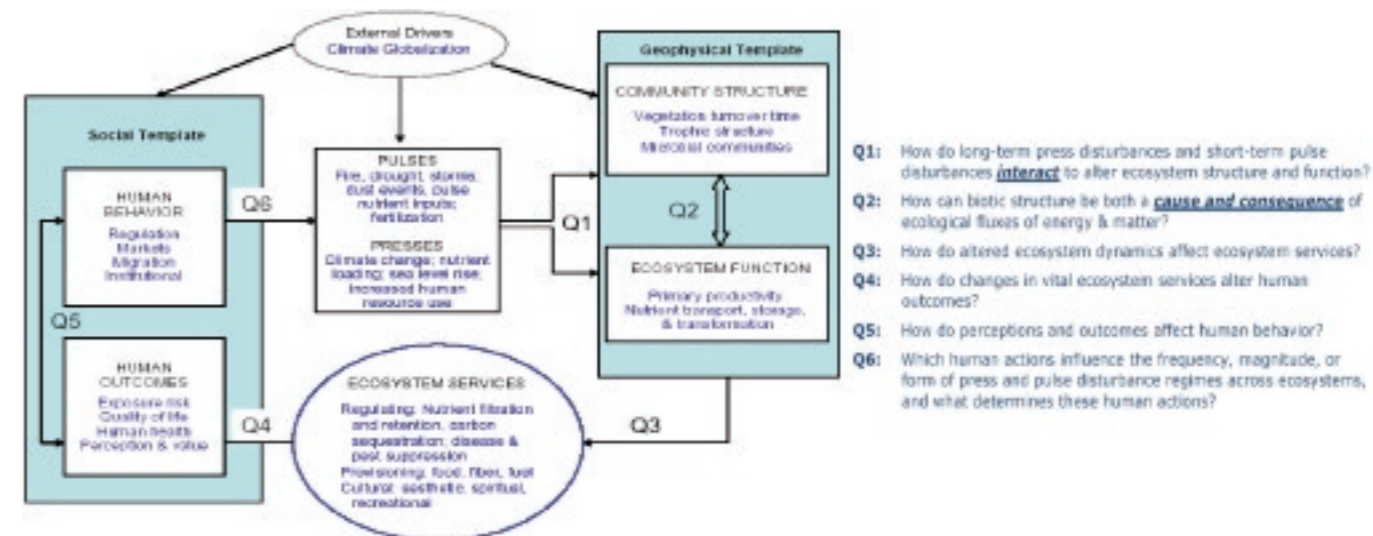 External Drivers
Climate Globalization
Social Template
HUMAN
BEHAVIOR
Regulation
Markets
Migration
Institutional
Q6
Q5
HUMAN
OUTCOMES
Exposure risk
Quality of life
Human health
Perception & value
Q4
PULSES
Fire, drought, storms,
dust events, pulse
nutrient inputs;
fertilization
PRESSES
Climate change; nutrient
loading; sea level rise;
increased human
resource use
Q1
Geophysical Template
COMMUNITY STRUCTURE
Vegetation turnover time
Trophic structure
Microbial communities
Q2
ECOSYSTEM FUNCTION
Primary productivity
Nutrient transport, storage,
& transformation
ECOSYSTEM SERVICES
Regulating: Nutrient filtration
and retention, carbon
sequestration; disease &
pest suppression
Provisioning: food, fiber, fuel
Cultural: aesthetic, spiritual,
recreational
Q3
Q1: How do long-term press disturbances and short-term pulse
disturbances interact to alter ecosystem structure and function?
Q2: How can biotic structure be both a cause and consequence of
ecological fluxes of energy & matter?
Q3: How do altered ecosystem dynamics affect ecosystem services?
Q4: How do changes in vital ecosystem services alter human
outcomes?
Q5: How do perceptions and outcomes affect human behavior?
Q6: Which human actions influence the frequency, magnitude, or
form of press and pulse disturbance regimes across ecosystems,
and what determines these human actions?